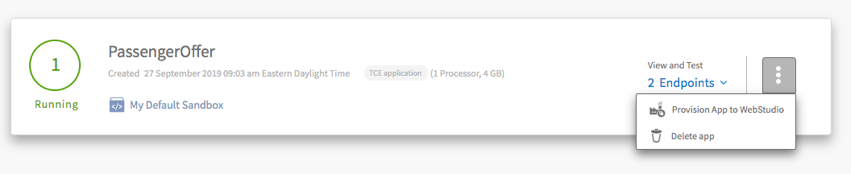 1
Running
PassengerOffer
Created 27 September 2019 09:03 am Eastern Daylight Time TCE application (1 Processor, 4 GB)
My Default Sandbox
View and Test
2 Endpoints
Provision App to WebStudio
Delete app